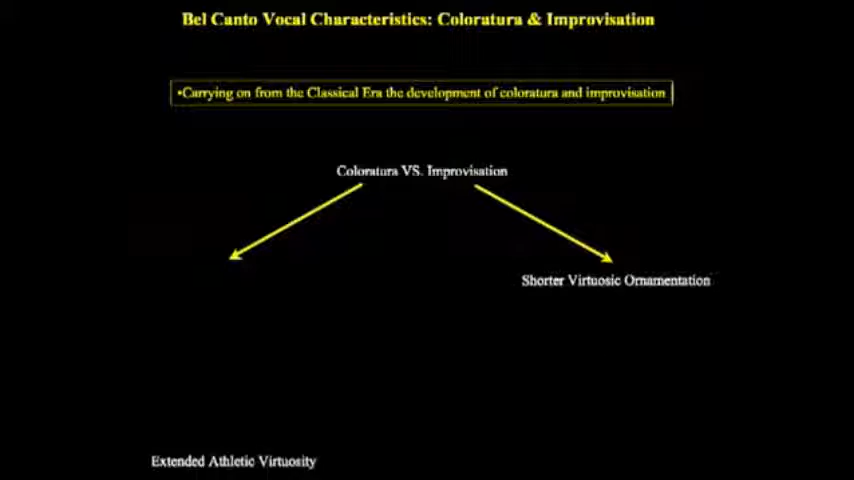 Bel Canto Vocal Characteristics: Coloratura & Improvisation
•Carrying on from the Classical Era the development of coloratura and improvisation
Coloratura VS. Improvisation
Shorter Virtuosic Ornamentation
Extended Athletic Virtuosity